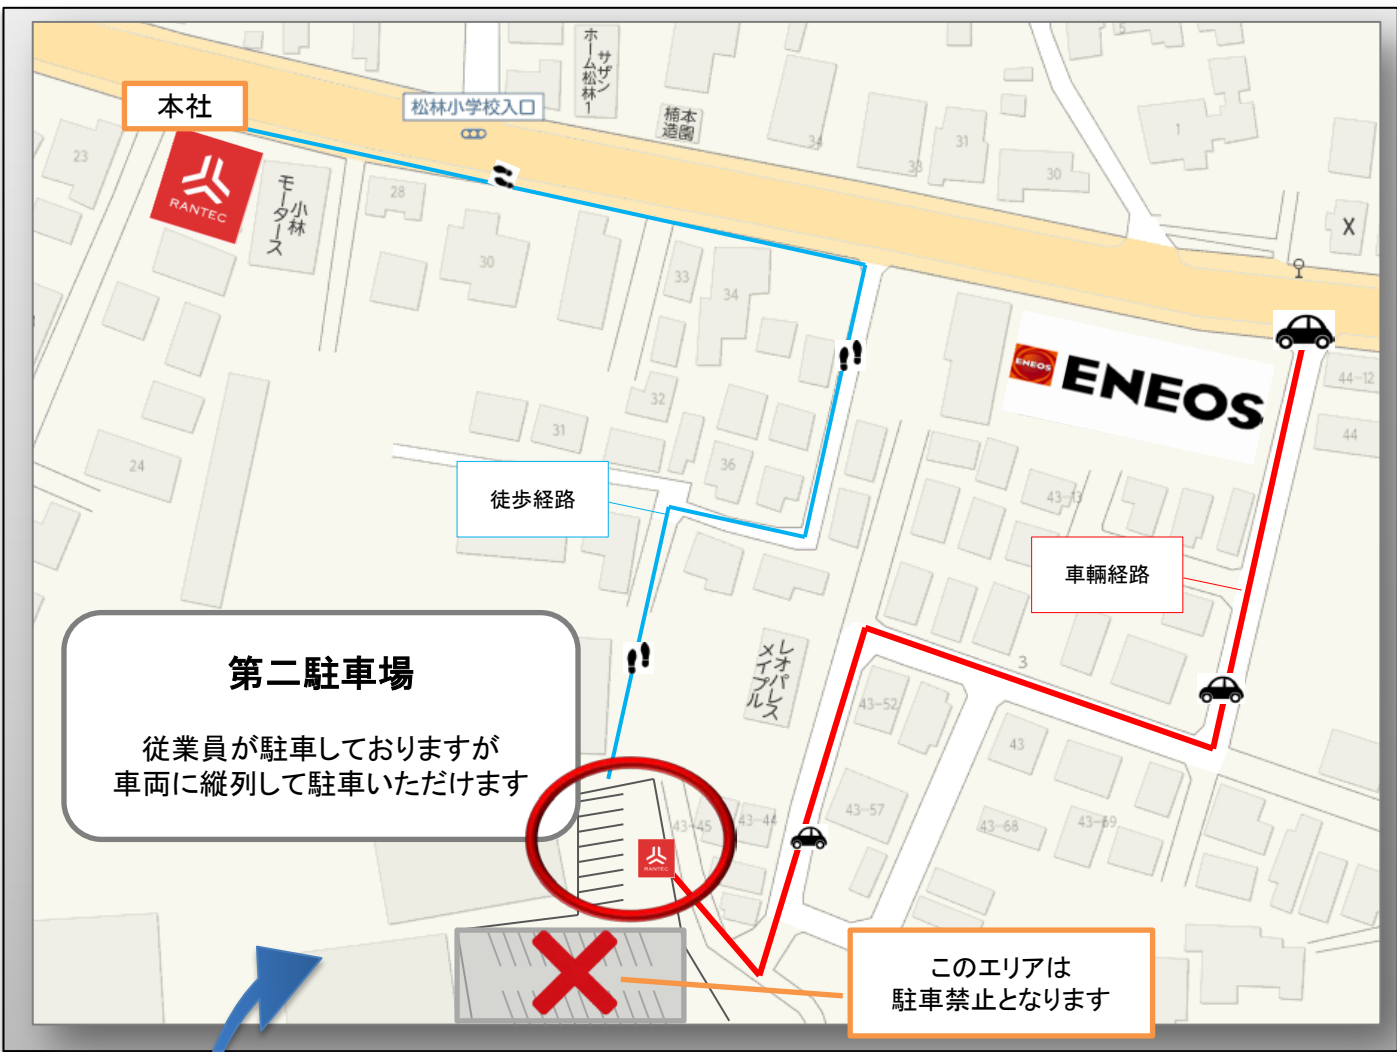 本社
松林小学校入口
サザン
ホーム松林1
本園
楠造
34
33
31
30
1
X
23
RANTEC
小林
モータース
28
30
33
34
ENEOS
ENEOS
44-12
44
32
31
36
24
徒歩経路
43-13
車輌経路
第二駐車場
従業員が駐車しておりますが
車両に縦列して駐車いただけます
レオパレス
メイプル
3
43-52
43
43-57
43-45
43-44
43-68
43-69
RANTEC
このエリアは
駐車禁止となります